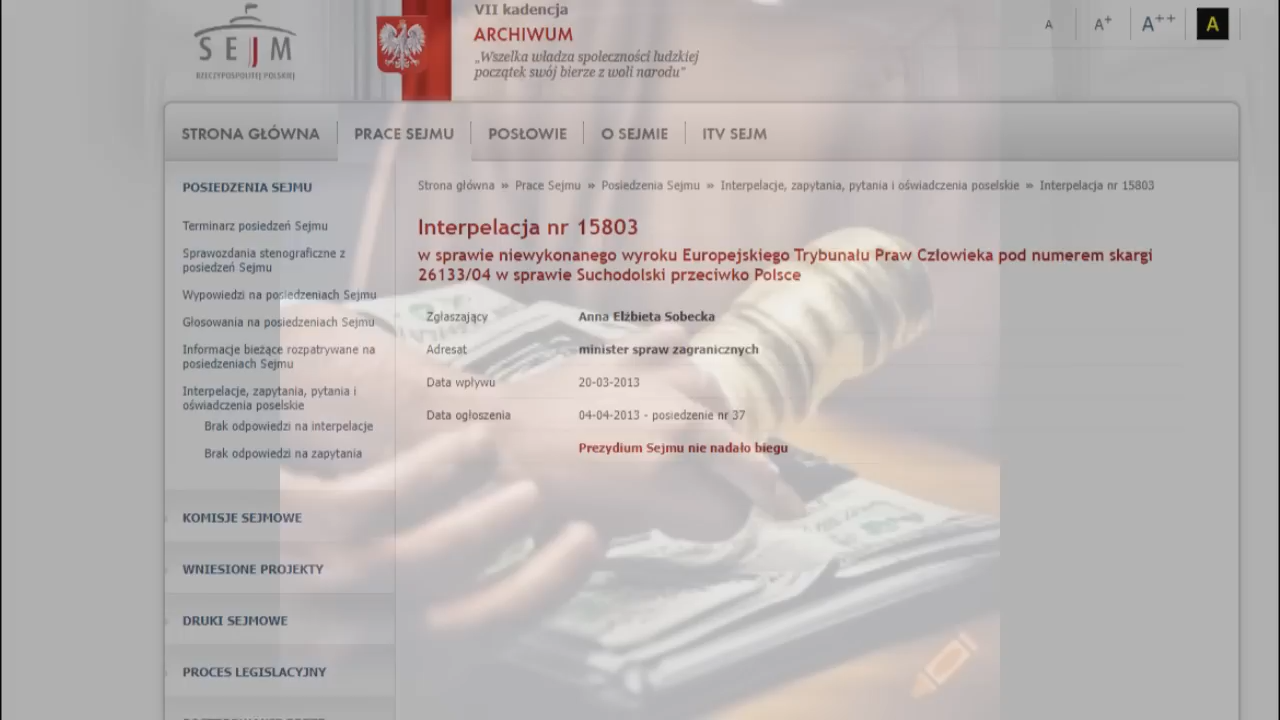 SEJM
RZECZYPOSPOLITEJ POLSKIEJ
VII kadencja
ARCHIWUM
„Wszelka władza społeczności ludzkiej
początek swój bierze z woli narodu"
A A+ A++ A
STRONA GŁÓWNA PRACE SEJMU POSŁOWIE O SEJMIE ITV SEJM
POSIEDZENIA SEJMU
Terminarz posiedzeń Sejmu
Sprawozdania stenograficzne z
posiedzeń Sejmu
Wypowiedzi na posiedzeniach Sejmu
Głosowania na posiedzeniach Sejmu
Informacje bieżące rozpatrywane na
posiedzeniach Sejmu
Interpelacje, zapytania, pytania i
oświadczenia poselskie
Brak odpowiedzi na interpelacje
Brak odpowiedzi na zapytania
KOMISJE SEJMOWE
WNIESIONE PROJEKTY
DRUKI SEJMOWE
PROCES LEGISLACYJNY
Strona główna » Prace Sejmu » Posiedzenia Sejmu » Interpelacje, zapytania, pytania i oświadczenia poselskie » Interpelacja nr 15803
Interpelacja nr 15803
w sprawie niewykonanego wyroku Europejskiego Trybunału Praw Człowieka pod numerem skargi
26133/04 w sprawie Suchodolski przeciwko Polsce
Zgłaszający Anna Elżbieta Sobecka
Adresat minister spraw zagranicznych
Data wpływu 20-03-2013
Data ogłoszenia 04-04-2013 - posiedzenie nr 37
Prezydium Sejmu nie nadało biegu